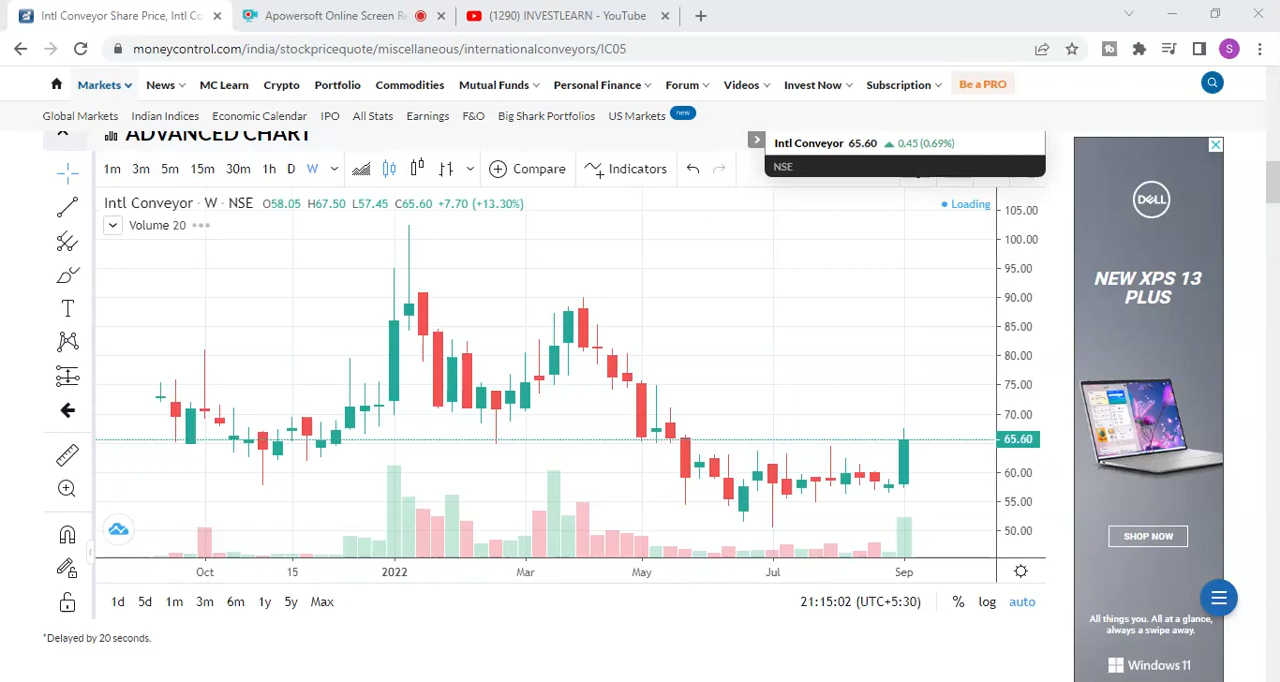 Intl Conveyor Share Price, Intl Co
Apowersoft Online Screen Re
(1290) INVESTLEARN - YouTube
moneycontrol.com/india/stockpricequote/miscellaneous/internationalconveyors/IC05
S
Markets News MC Learn Crypto Portfolio Commodities Mutual Funds Personal Finance Forum Videos Invest Now Subscription Be a PRO
Global Markets Indian Indices Economic Calendar IPO All Stats Earnings F&O Big Shark Portfolios US Markets new
ADVANCED CHART
Intl Conveyor 65.60 0.45 (0.69%)
NSE
1m 3m 5m 15m 30m 1h D W Compare Indicators
Intl Conveyor · W · NSE O58.05 H67.50 L57.45 C65.60 +7.70 (+13.30%)
Loading
Volume 20
105.00
100.00
95.00
90.00
85.00
80.00
75.00
70.00
65.60
60.00
55.00
50.00
Oct 15 2022 Mar May Jul Sep
1d 5d 1m 3m 6m 1y 5y Max
21:15:02 (UTC+5:30) % log auto
*Delayed by 20 seconds.
DELL
NEW XPS 13
PLUS
SHOP NOW
All things you. All at a glance,
always a swipe away.
Windows 11